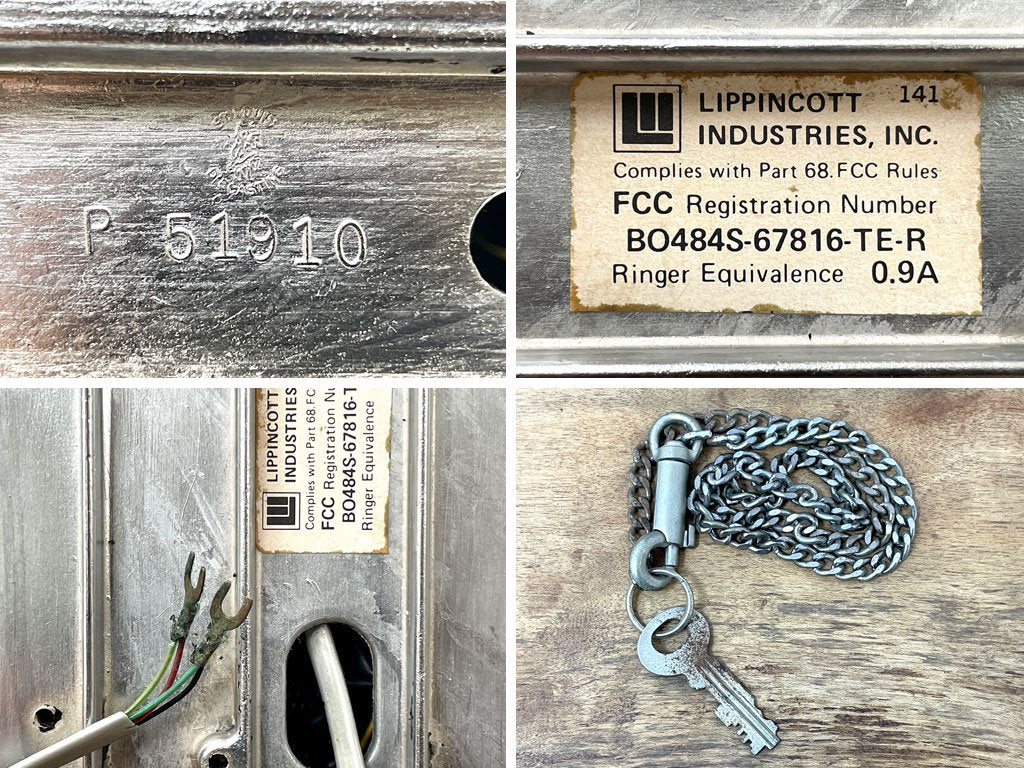 P 51910
LIPPINCOTT 141
INDUSTRIES, INC.
Complies with Part 68.FCC Rules
FCC Registration Number
BO484S-67816-TE-R
Ringer Equivalence 0.9A
LIPPINCOTT
INDUSTRIES
Complies with Part 68.FC
FCC Registration Nu
BO484S-67816-T
Ringer Equivalence